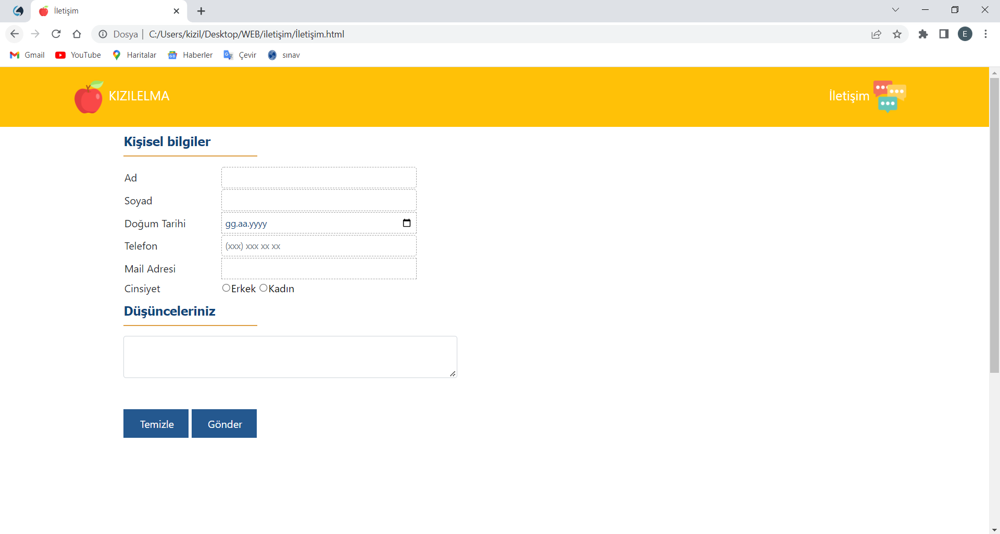 İletişim
Dosya | C:/Users/kizil/Desktop/WEB/iletişim/İletişim.html
E
Gmail YouTube Haritalar Haberler Çevir sınav
KIZILELMA İletişim
Kişisel bilgiler
Ad
Soyad
Doğum Tarihi gg.aa.yyyy
Telefon (xxx) xxx xx xx
Mail Adresi
Cinsiyet Erkek Kadın
Düşünceleriniz
Temizle Gönder